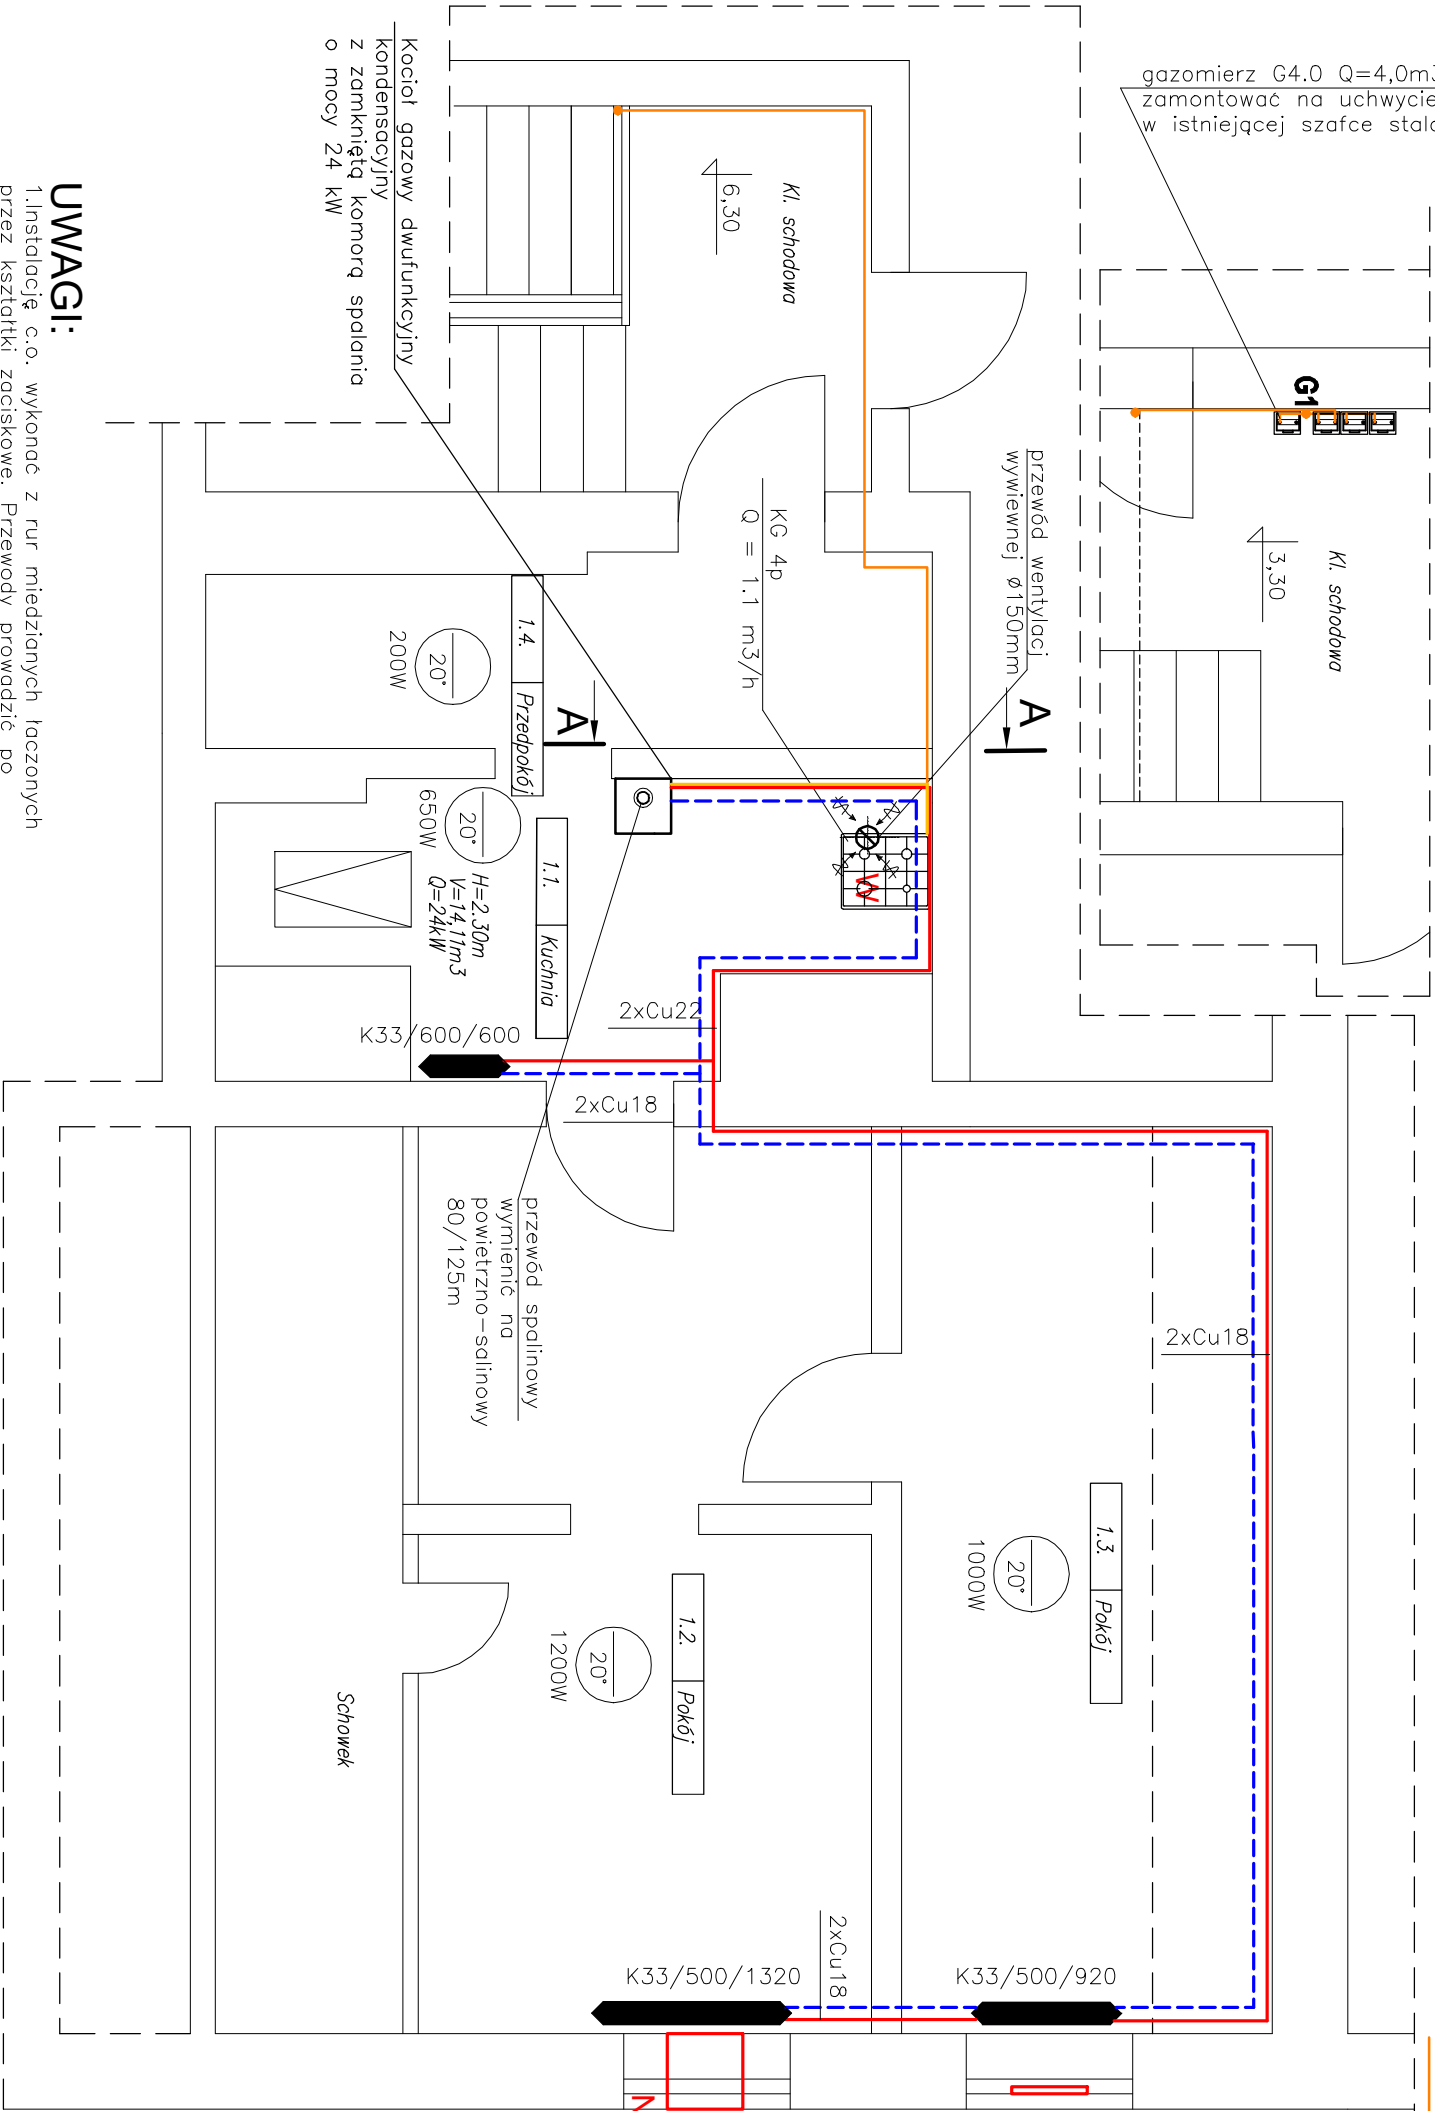 gazomierz G4.0 Q=4,0m3
zamontować na uchwycie
w istniejącej szafce
G1
Kl. schodowa
3,30
Kl. schodowa
6,30
Kocioł gazowy dwufunkcyjny
kondensacyjny
z zamkniętą komorą spalania
o mocy 24 kW
przewód wentylacj
wywiewnej Ø150mm
KG 4p
Q = 1.1 m3/h
A
A
1.4. Przedpokój
20°
200W
1.1. Kuchnia
20°
650W
H=2.30m
V=14,11m3
Q=24kW
W
2xCu22
K33/600/600
2xCu18
przewód spalinowy
wymienić na
powietrzno-salinowy
80/125m
2xCu18
1.3. Pokój
20°
1000W
1.2. Pokój
20°
1200W
Schowek
2xCu18
K33/500/1320
K33/500/920
UWAGI:
1.Instalację c.o. wykonać z rur miedzianych łączonych
przez kształtki zaciskowe. Przewody prowadzić po